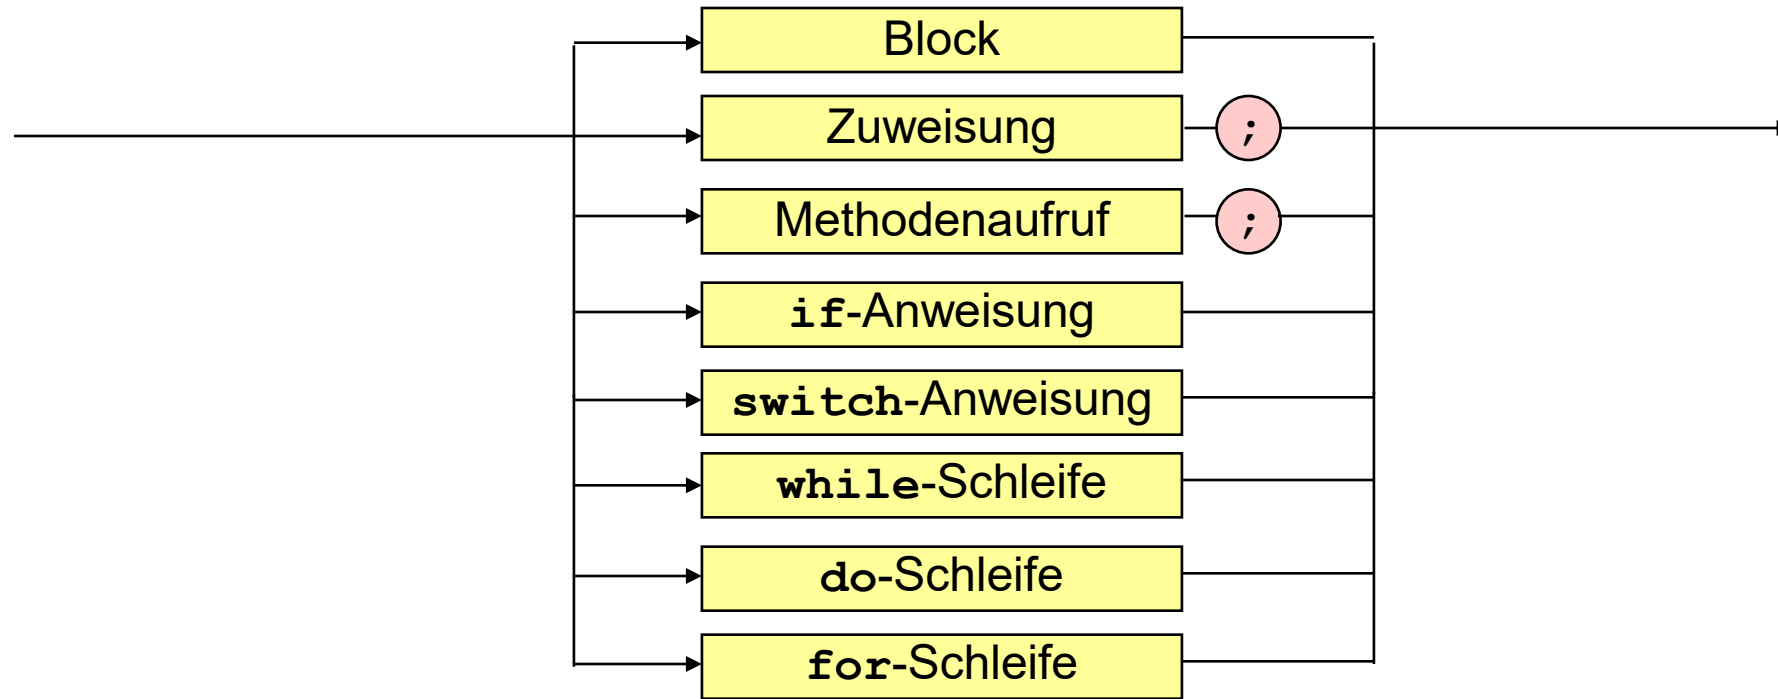 Block
Zuweisung ;
Methodenaufruf ;
if-Anweisung
switch-Anweisung
while-Schleife
do-Schleife
for-Schleife